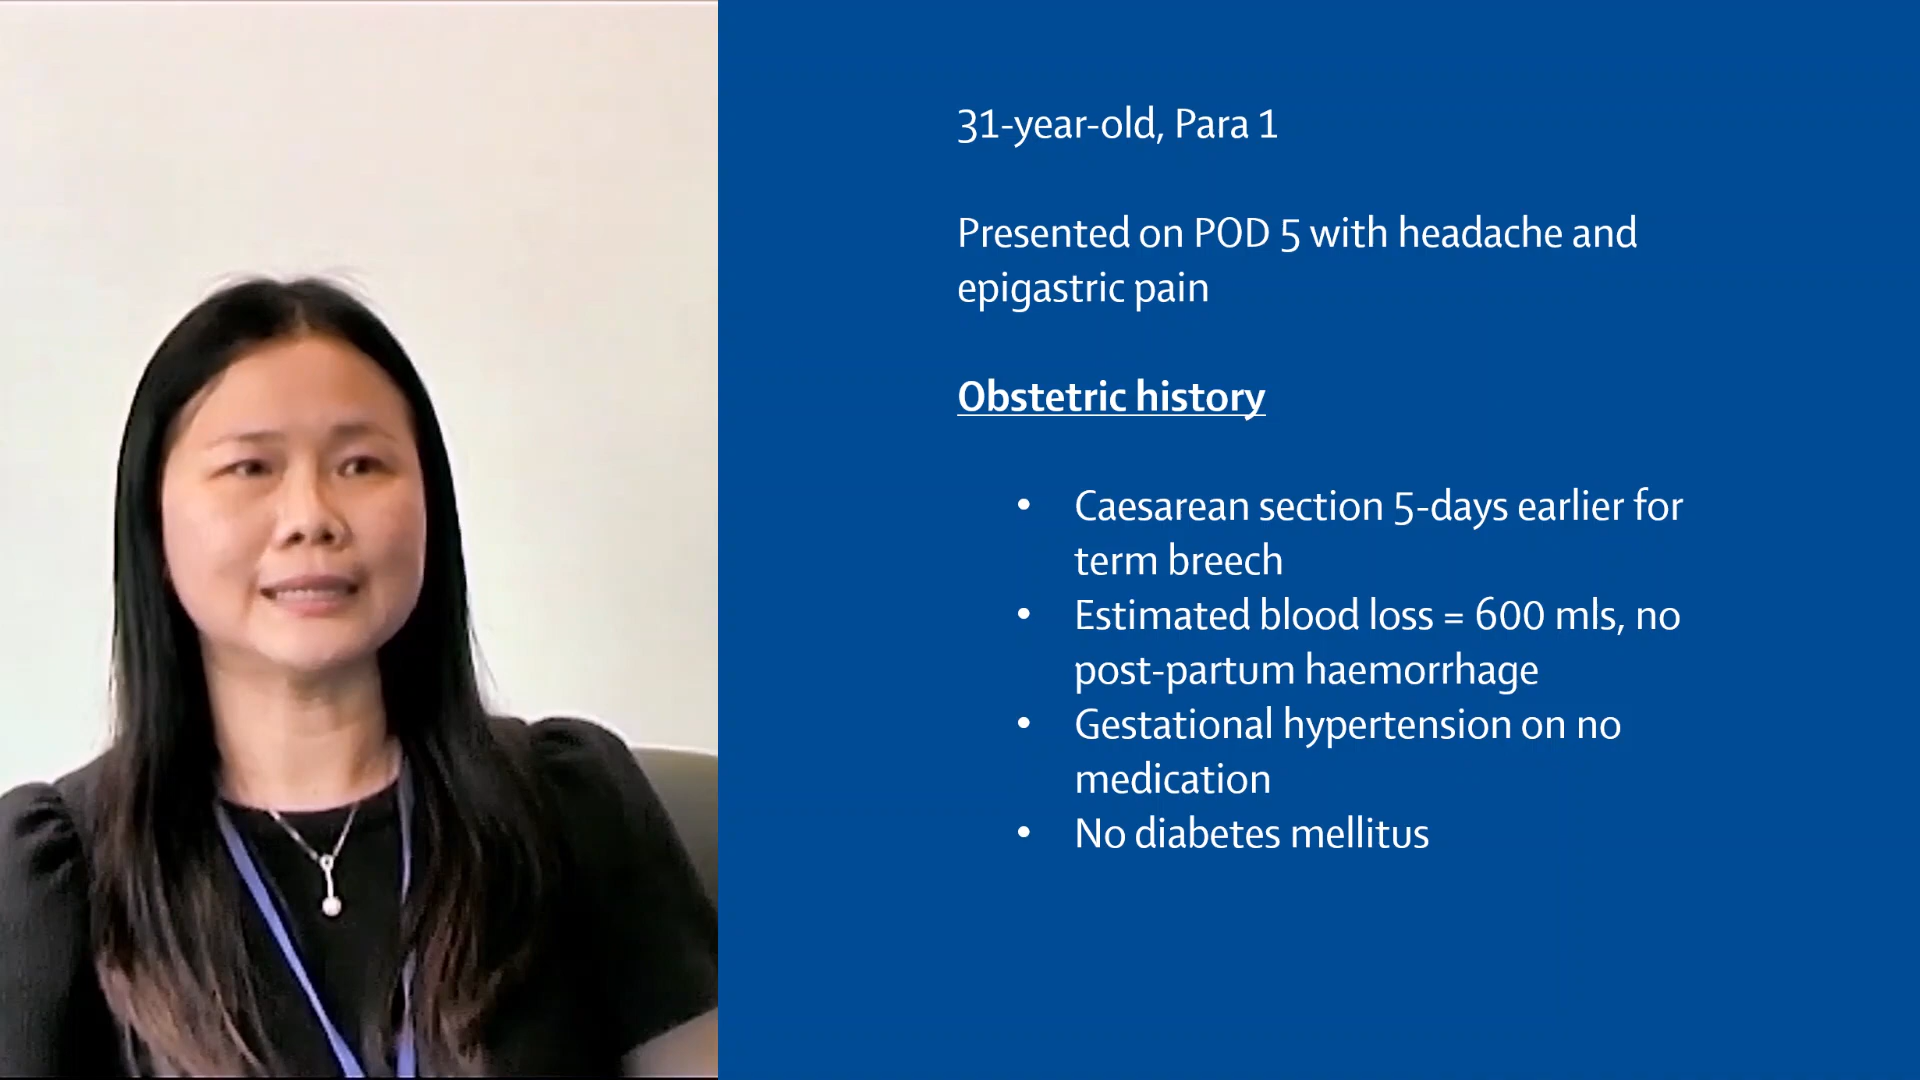 31-year-old, Para 1
Presented on POD 5 with headache and
epigastric pain
Obstetric history
• Caesarean section 5-days earlier for
term breech
• Estimated blood loss = 600 mls, no
post-partum haemorrhage
• Gestational hypertension on no
medication
• No diabetes mellitus